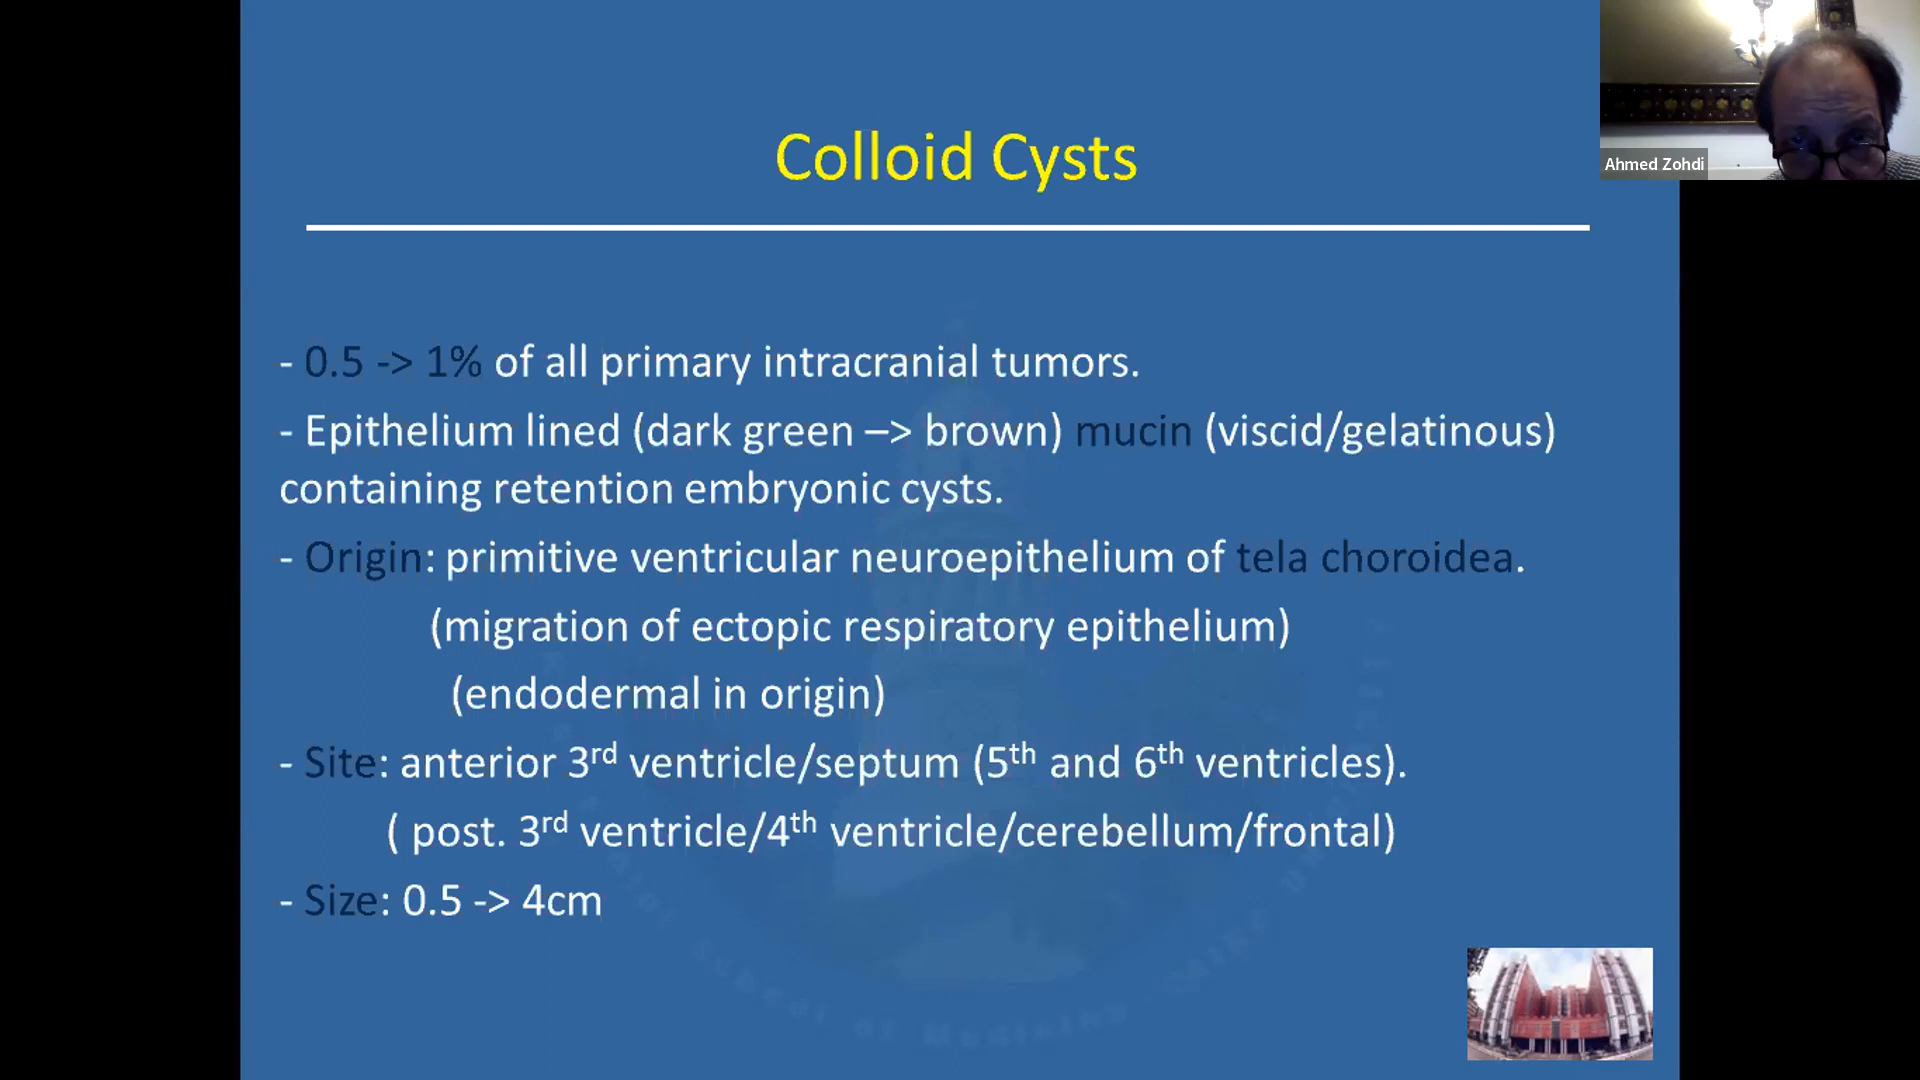 Colloid Cysts
Ahmed Zohdi
- 0.5 -> 1% of all primary intracranial tumors.
- Epithelium lined (dark green –> brown) mucin (viscid/gelatinous)
containing retention embryonic cysts.
- Origin: primitive ventricular neuroepithelium of tela choroidea.
(migration of ectopic respiratory epithelium)
(endodermal in origin)
- Site: anterior 3rd ventricle/septum (5th and 6th ventricles).
( post. 3rd ventricle/4th ventricle/cerebellum/frontal)
- Size: 0.5 -> 4cm